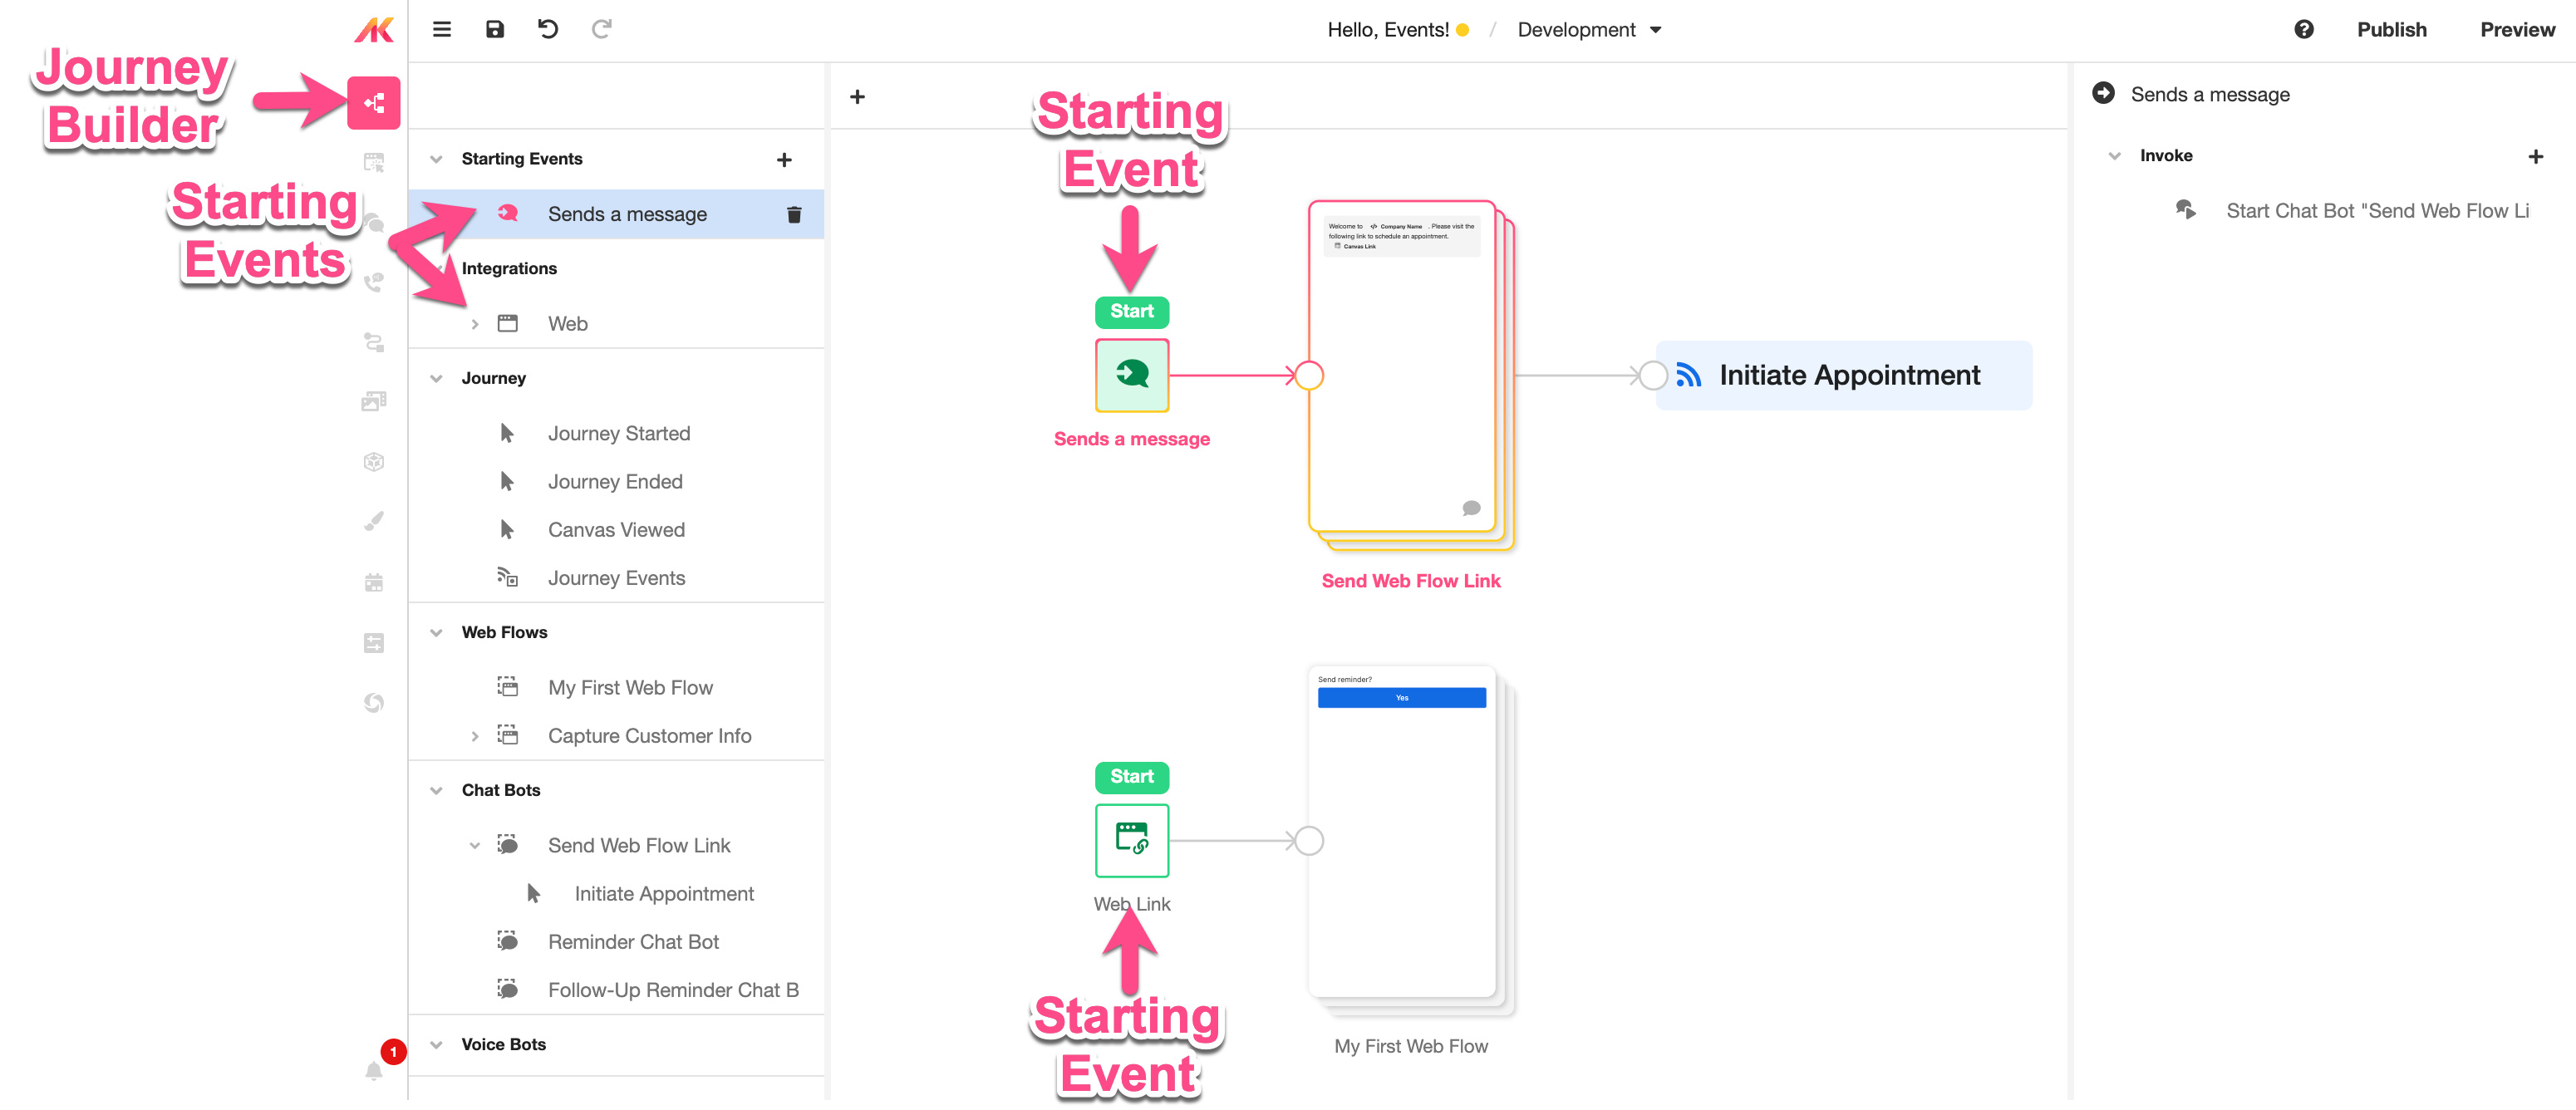 Hello, Events! / Development
Publish
Preview
Journey
Builder
Starting
Events
Starting Events
Sends a message
Integrations
Web
Journey
Journey Started
Journey Ended
Canvas Viewed
Journey Events
Web Flows
My First Web Flow
Capture Customer Info
Chat Bots
Send Web Flow Link
Initiate Appointment
Reminder Chat Bot
Follow-Up Reminder Chat B
Voice Bots
1
Starting
Event
Start
Sends a message
Welcome to </> Company Name . Please visit the
following link to schedule an appointment.
Canvas Link
Send Web Flow Link
Initiate Appointment
Start
Web Link
Starting
Event
Send reminder?
Yes
My First Web Flow
Sends a message
Invoke
Start Chat Bot "Send Web Flow Li